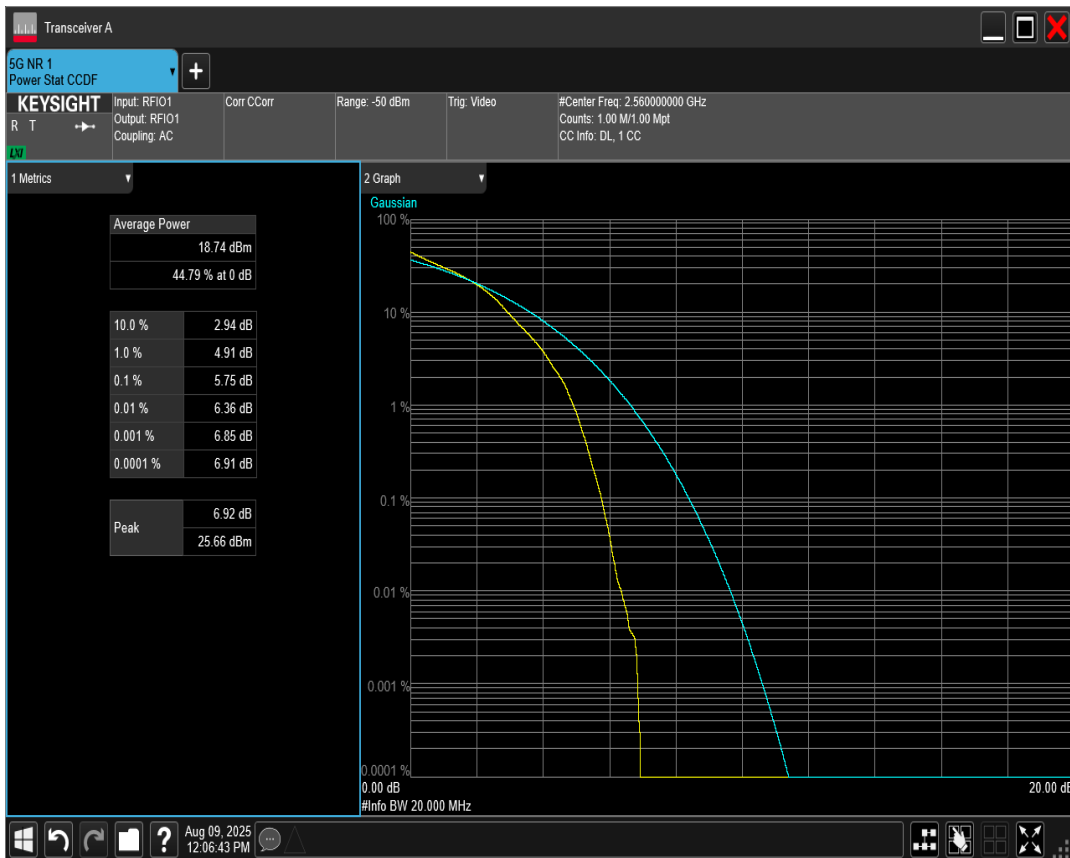 Transceiver A
5G NR 1
Power Stat CCDF
KEYSIGHT
R T
LXI
Input: RFIO1
Output: RFIO1
Coupling: AC
Corr CCorr
Range: -50 dBm
Trig: Video
#Center Freq: 2.560000000 GHz
Counts: 1.00 M/1.00 Mpt
CC Info: DL, 1 CC
1 Metrics
Average Power
18.74 dBm
44.79 % at 0 dB
10.0 % 2.94 dB
1.0 % 4.91 dB
0.1 % 5.75 dB
0.01 % 6.36 dB
0.001 % 6.85 dB
0.0001 % 6.91 dB
Peak
6.92 dB
25.66 dBm
2 Graph
Gaussian
100 %
10 %
1 %
0.1 %
0.01 %
0.001 %
0.0001 %
0.00 dB
20.00 dB
#Info BW 20.000 MHz
?
Aug 09, 2025
12:06:43 PM